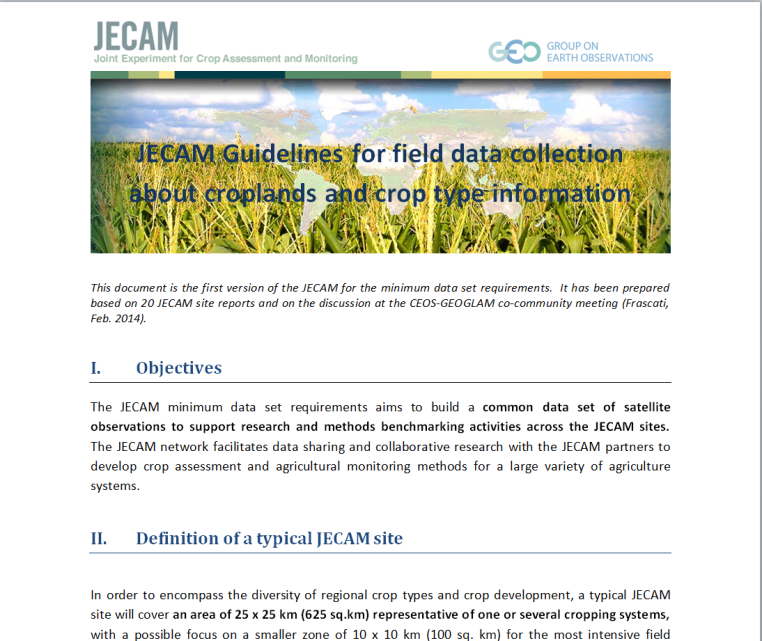 JECAM
Joint Experiment for Crop Assessment and Monitoring
GEO GROUP ON
EARTH OBSERVATIONS
JECAM Guidelines for field data collection
about croplands and crop type information
This document is the first version of the JECAM for the minimum data set requirements. It has been prepared
based on 20 JECAM site reports and on the discussion at the CEOS-GEOGLAM co-community meeting (Frascati,
Feb. 2014).
I. Objectives
The JECAM minimum data set requirements aims to build a common data set of satellite
observations to support research and methods benchmarking activities across the JECAM sites.
The JECAM network facilitates data sharing and collaborative research with the JECAM partners to
develop crop assessment and agricultural monitoring methods for a large variety of agriculture
systems.
II. Definition of a typical JECAM site
In order to encompass the diversity of regional crop types and crop development, a typical JECAM
site will cover an area of 25 x 25 km (625 sq.km) representative of one or several cropping systems,
with a possible focus on a smaller zone of 10 x 10 km (100 sq. km) for the most intensive field